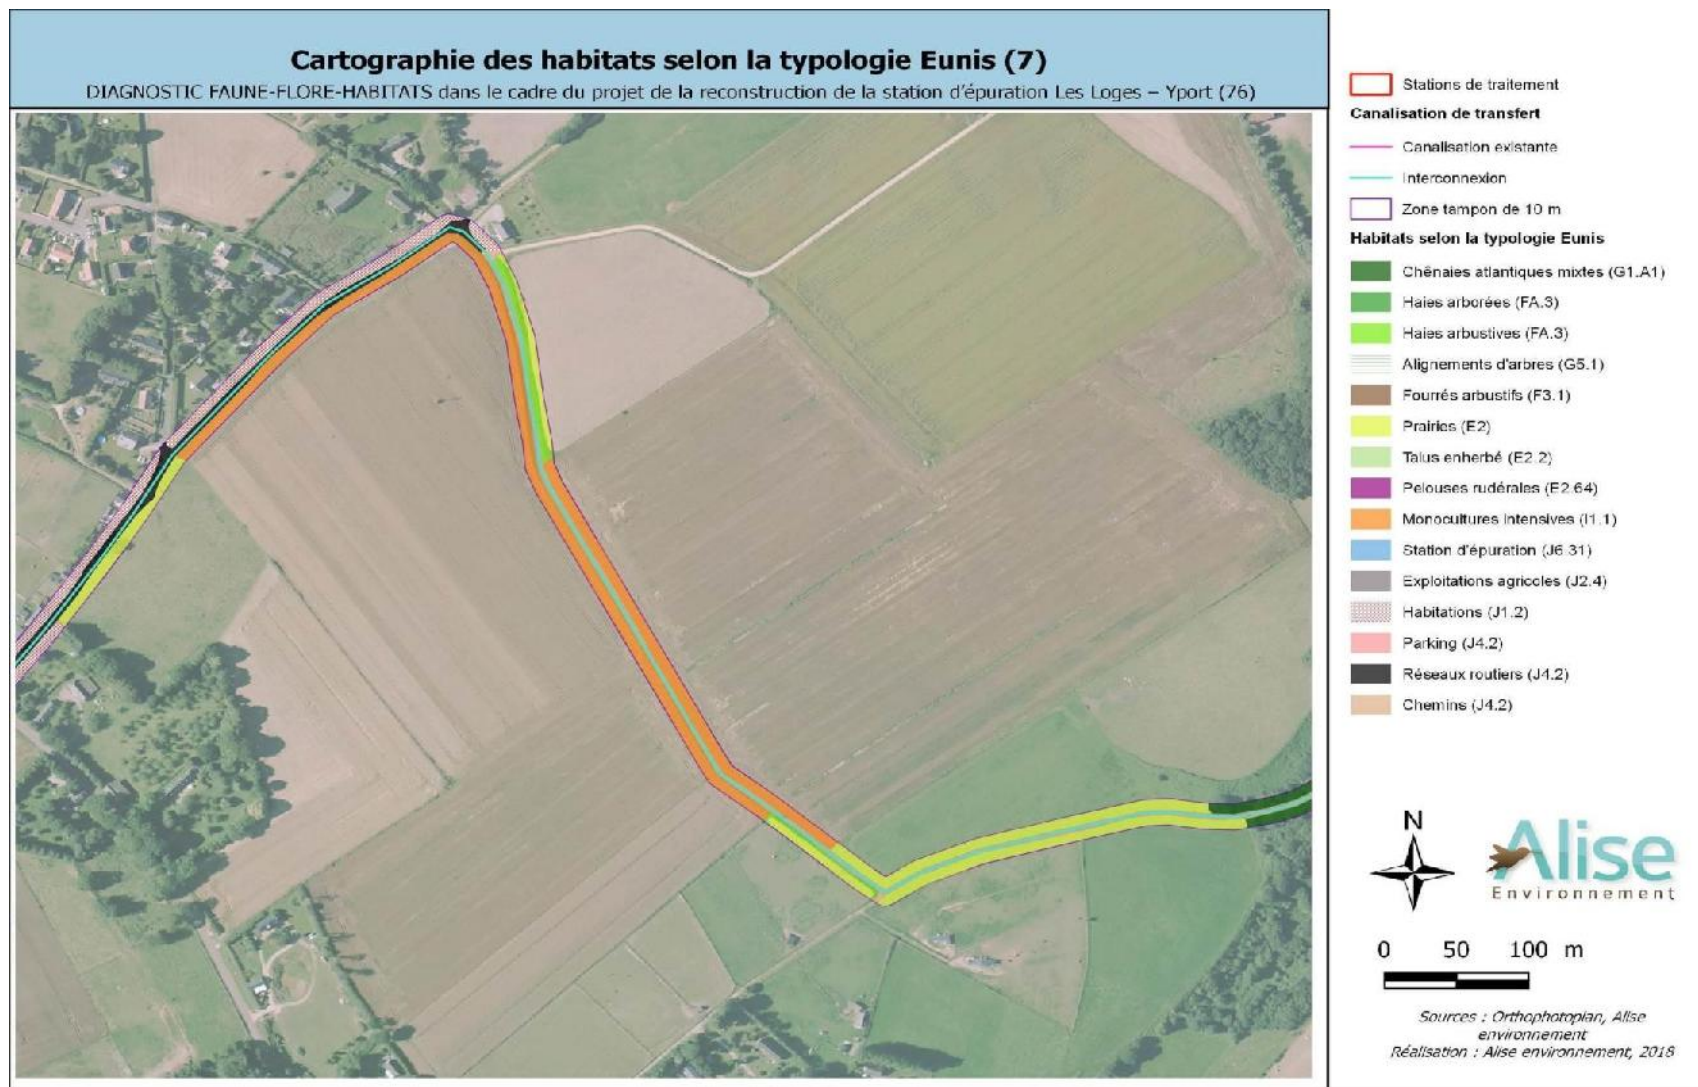 Cartographie des habitats selon la typologie Eunis (7)
DIAGNOSTIC FAUNE-FLORE-HABITATS dans le cadre du projet de la reconstruction de la station d'épuration Les Loges – Yport (76)
Stations de traitement
Canalisation de transfert
Canalisation existante
Interconnexion
Zone tampon de 10 m
Habitats selon la typologie Eunis
Chênaies atlantiques mixtes (G1.A1)
Haies arborées (FA.3)
Haies arbustives (FA.3)
Alignements d'arbres (G5.1)
Fourrés arbustifs (F3.1)
Prairies (E2)
Talus enherbé (E2.2)
Pelouses rudérales (E2.64)
Monocultures intensives (I1.1)
Station d'épuration (J6.31)
Exploitations agricoles (J2.4)
Habitations (J1.2)
Parking (J4.2)
Réseaux routiers (J4.2)
Chemins (J4.2)
N
Alise
Environnement
0 50 100 m
Sources : Orthophotoplan, Alise
environnement
Réalisation : Alise environnement, 2018